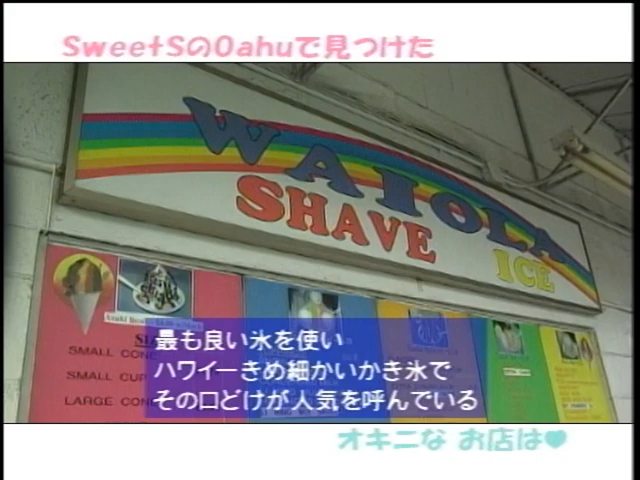 SweetSのOahuで見つけた
WAIOLA
SHAVE
ICE
SMALL
SMALL CUP
LARGE CON
最も良い氷を使い
ハワイ一きめ細かいかき氷で
その口どけが人気を呼んでいる
オキニな お店は♥